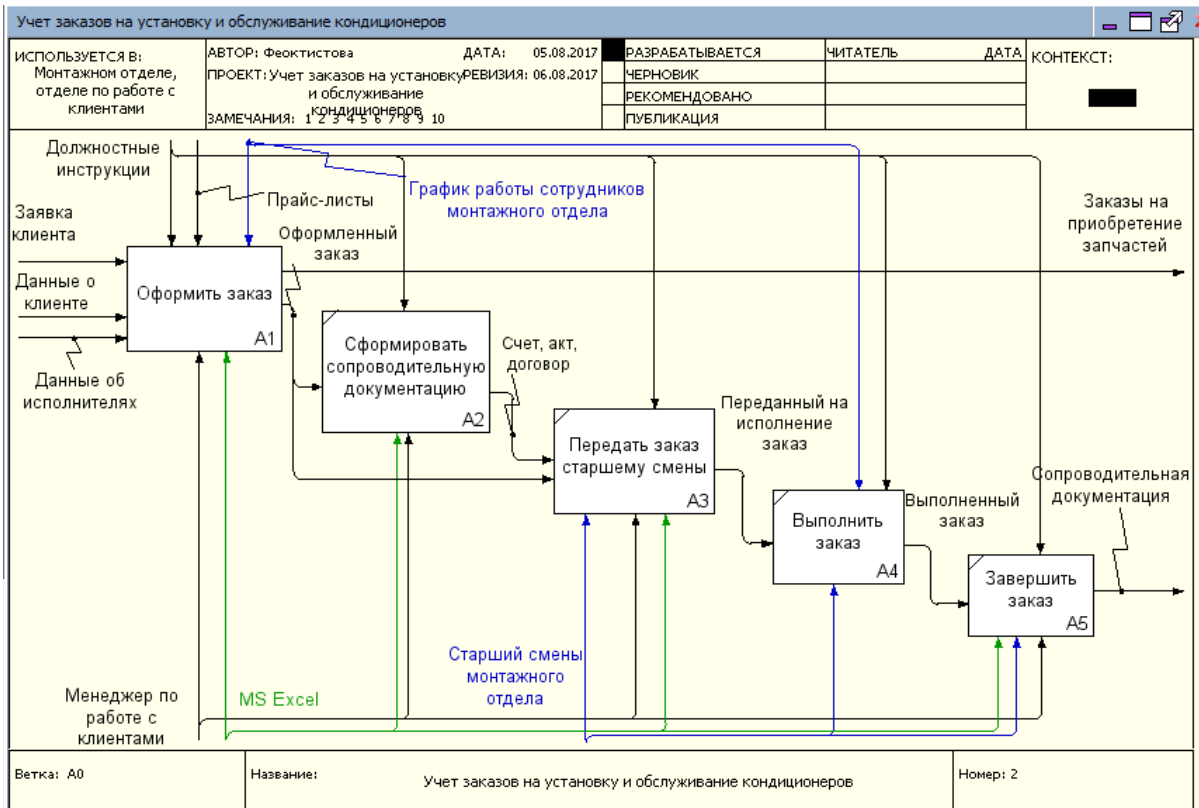 Учет заказов на установку и обслуживание кондиционеров
ИСПОЛЬЗУЕТСЯ В:
Монтажном отделе,
отделе по работе с
клиентами
АВТОР: Феоктистова
ДАТА: 05.08.2017
ПРОЕКТ: Учет заказов на установку
и обслуживание
кондиционеров
РЕВИЗИЯ: 06.08.2017
ЗАМЕЧАНИЯ: 1 2 3 4 5 6 7 8 9 10
РАЗРАБАТЫВАЕТСЯ
ЧЕРНОВИК
РЕКОМЕНДОВАНО
ПУБЛИКАЦИЯ
ЧИТАТЕЛЬ
ДАТА
КОНТЕКСТ:
Должностные
инструкции
Прайс-листы
График работы сотрудников
монтажного отдела
Заявка
клиента
Оформленный
заказ
Заказы на
приобретение
запчастей
Данные о
клиенте
Оформить заказ
A1
Данные об
исполнителях
Сформировать
сопроводительную
документацию
A2
Счет, акт,
договор
Передать заказ
старшему смены
A3
Переданный на
исполнение
заказ
Выполнить
заказ
A4
Выполненный
заказ
Сопроводительная
документация
Завершить
заказ
A5
Старший смены
монтажного
отдела
Менеджер по
работе с
клиентами
MS Excel
Ветка: A0
Название:
Учет заказов на установку и обслуживание кондиционеров
Номер: 2